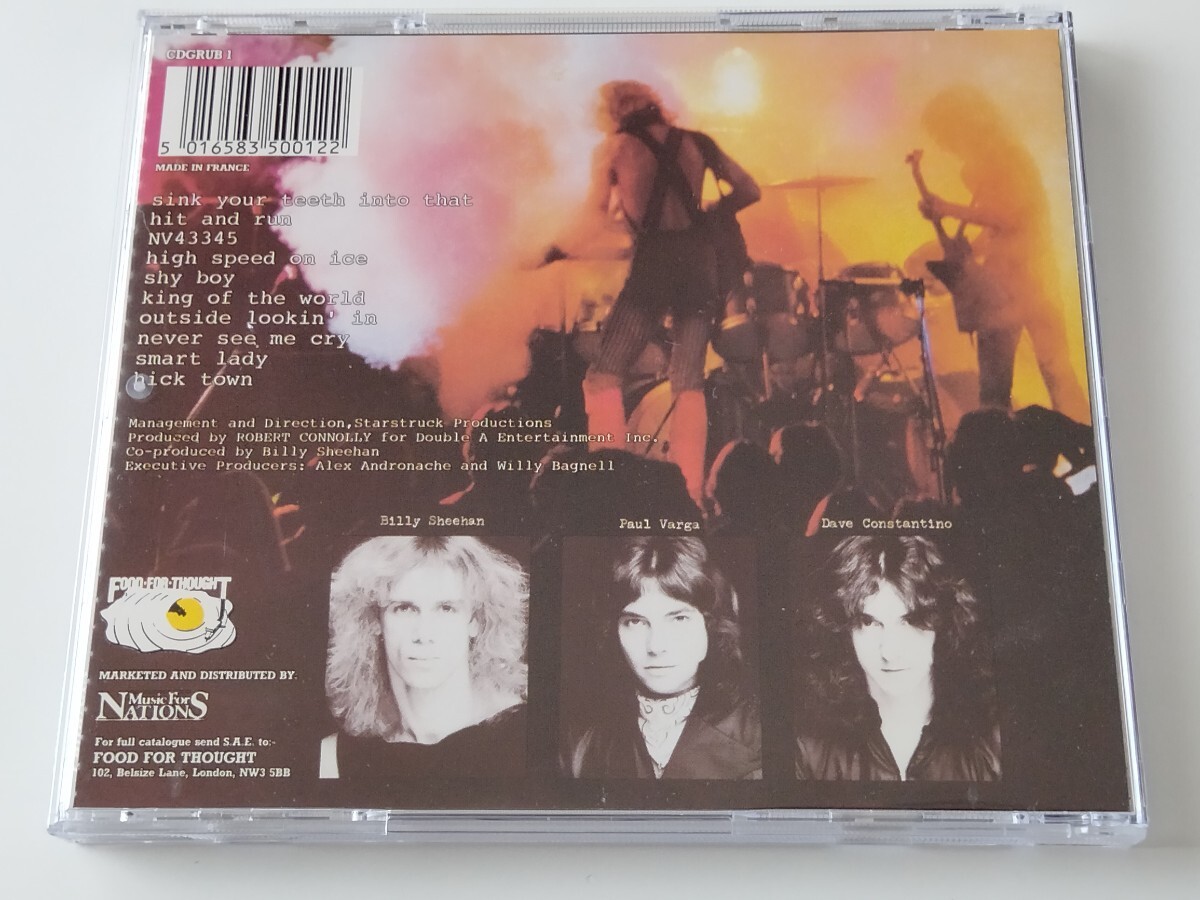 CDGRUB 1
5 016583 500122
MADE IN FRANCE
sink your teeth into that
hit and run
NV43345
high speed on ice
shy boy
king of the world
outside lookin' in
never see me cry
smart lady
hick town
Management and Direction,Starstruck Productions
Produced by ROBERT CONNOLLY for Double A Entertainment Inc.
Co-produced by Billy Sheehan
Executive Producers: Alex Andronache and Willy Bagnell
Billy Sheehan
Paul Varga
Dave Constantino
FOOD·FOR·THOUGHT
MARKETED AND DISTRIBUTED BY.
Music For
NATIONS
For full catalogue send S.A.E. to:-
FOOD FOR THOUGHT
102, Belsize Lane, London, NW3 5BB